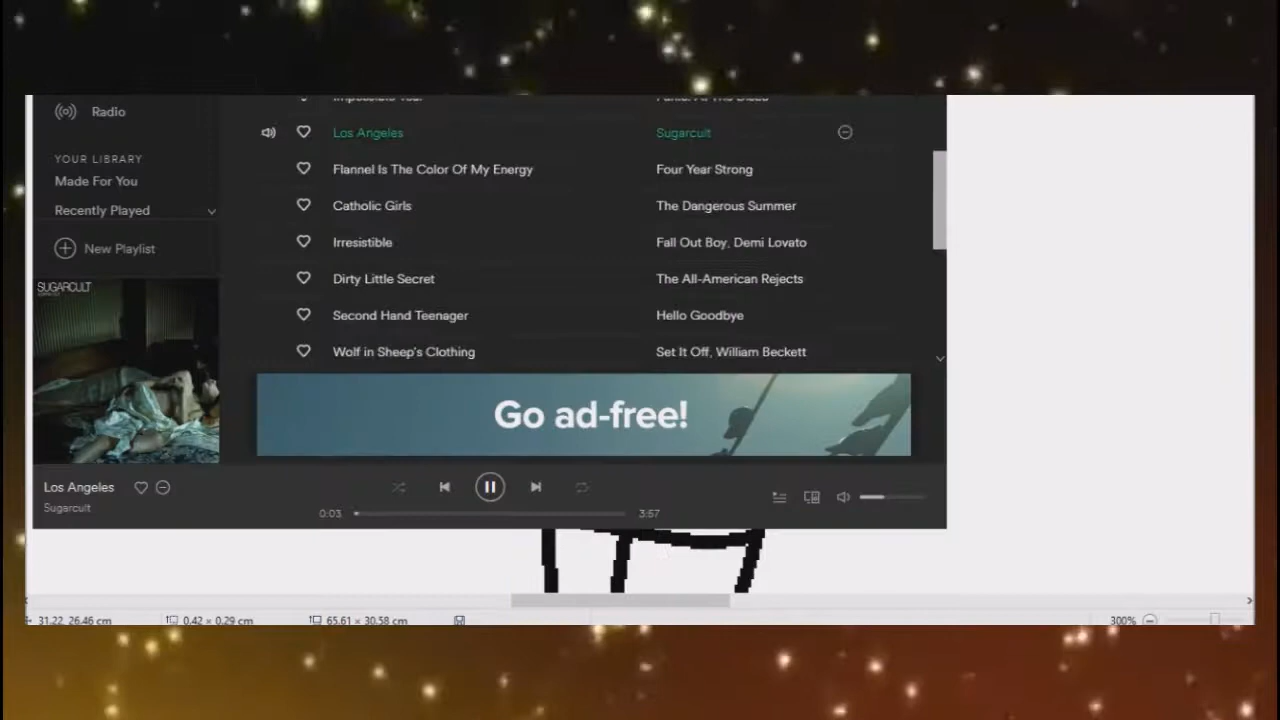 Radio
YOUR LIBRARY
Made For You
Recently Played
New Playlist
SUGARCULT
Los Angeles Sugarcult
Flannel Is The Color Of My Energy Four Year Strong
Catholic Girls The Dangerous Summer
Irresistible Fall Out Boy, Demi Lovato
Dirty Little Secret The All-American Rejects
Second Hand Teenager Hello Goodbye
Wolf in Sheep's Clothing Set It Off, William Beckett
Go ad-free!
Los Angeles
Sugarcult
0:03 3:57
31.22, 26.46 cm 0.42 × 0.29 cm 65.61 × 30.58 cm 300%